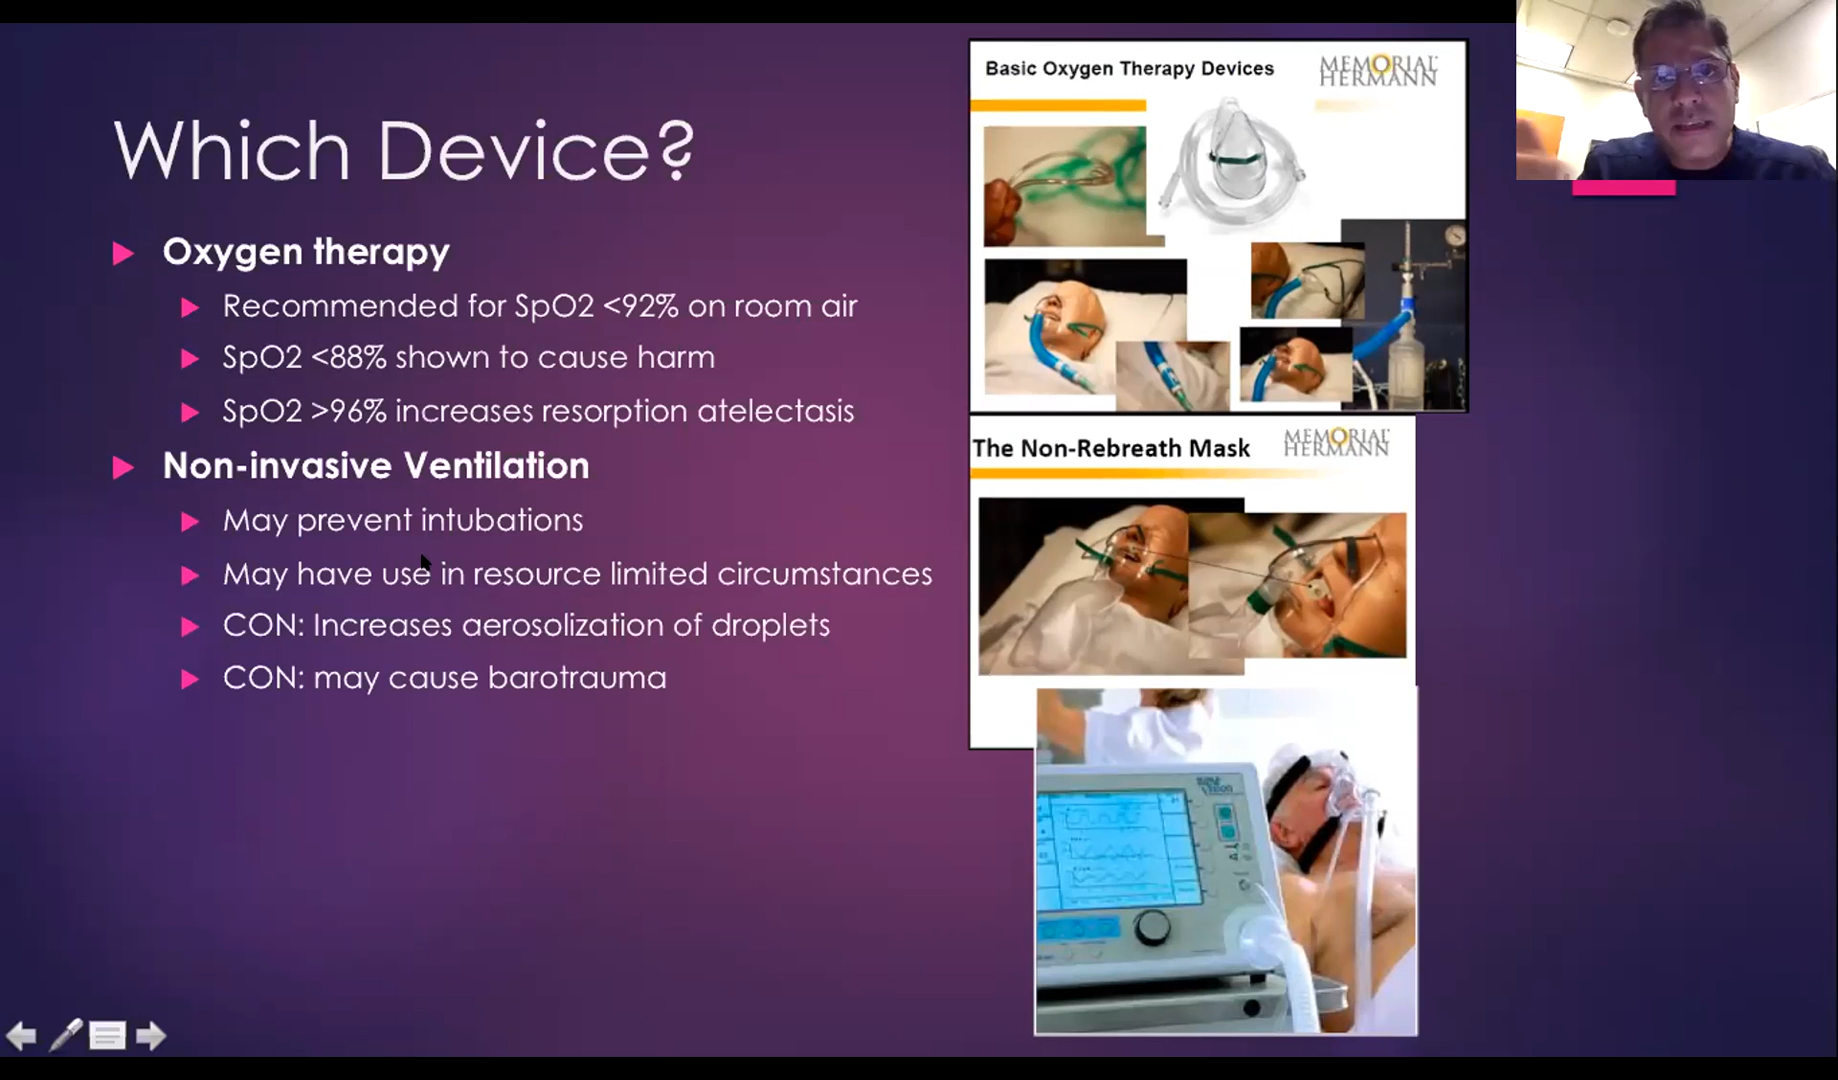 Which Device?
Oxygen therapy
Recommended for SpO2 <92% on room air
SpO2 <88% shown to cause harm
SpO2 >96% increases resorption atelectasis
Non-invasive Ventilation
May prevent intubations
May have use in resource limited circumstances
CON: Increases aerosolization of droplets
CON: may cause barotrauma
Basic Oxygen Therapy Devices
MEMORIAL
HERMANN
The Non-Rebreath Mask
MEMORIAL
HERMANN